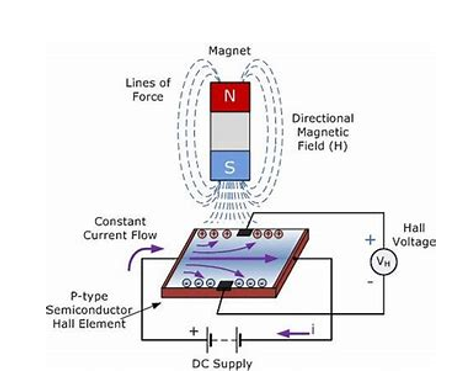 Magnet
Lines of
Force
N
Directional
Magnetic
Field (H)
S
Constant
Current Flow
Hall
Voltage
+
VH
-
P-type
Semiconductor
Hall Element
+
i
DC Supply